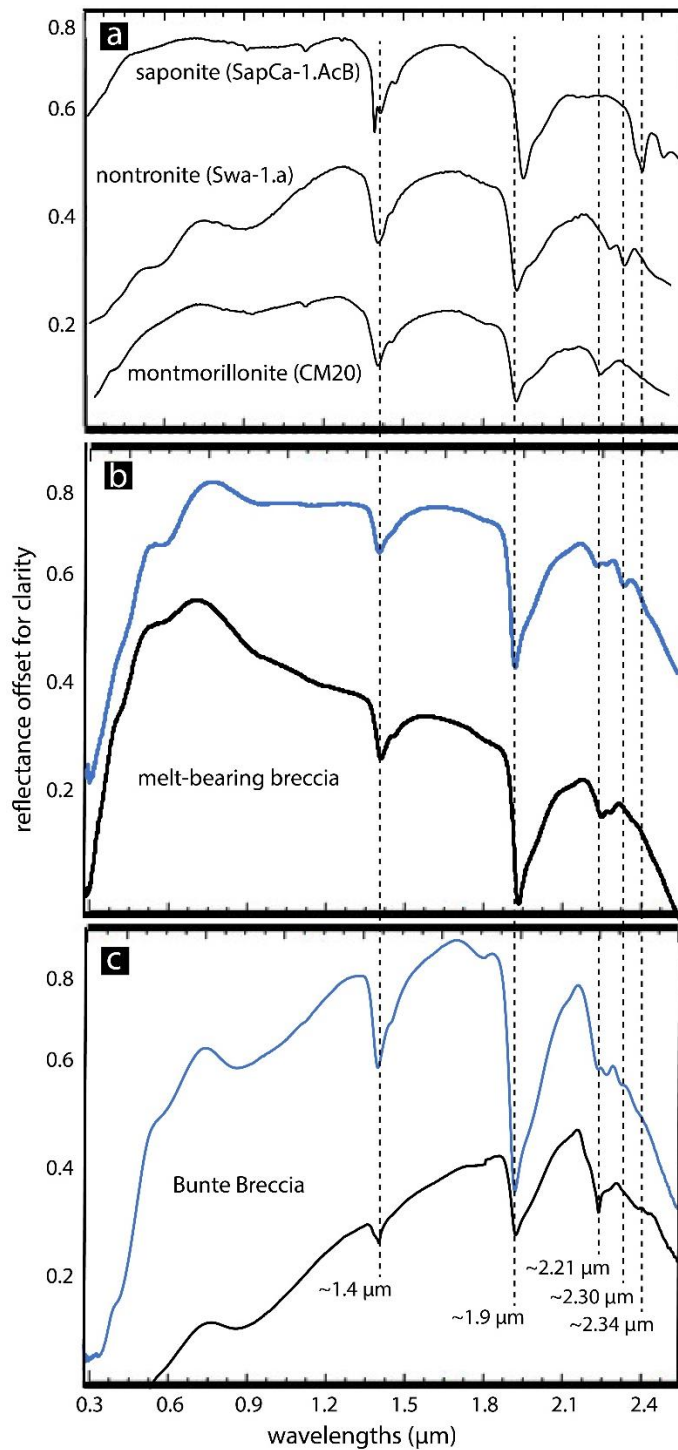 a
0.8
saponite (SapCa-1.AcB)
0.6
nontronite (Swa-1.a)
0.4
0.2
montmorillonite (CM20)
b
0.8
0.6
0.4
melt-bearing breccia
0.2
reflectance offset for clarity
c
0.8
0.6
0.4
Bunte Breccia
0.2
~1.4 µm
~1.9 µm
~2.21 µm
~2.30 µm
~2.34 µm
0.3 0.6 0.9 1.2 1.5 1.8 2.1 2.4
wavelengths (µm)